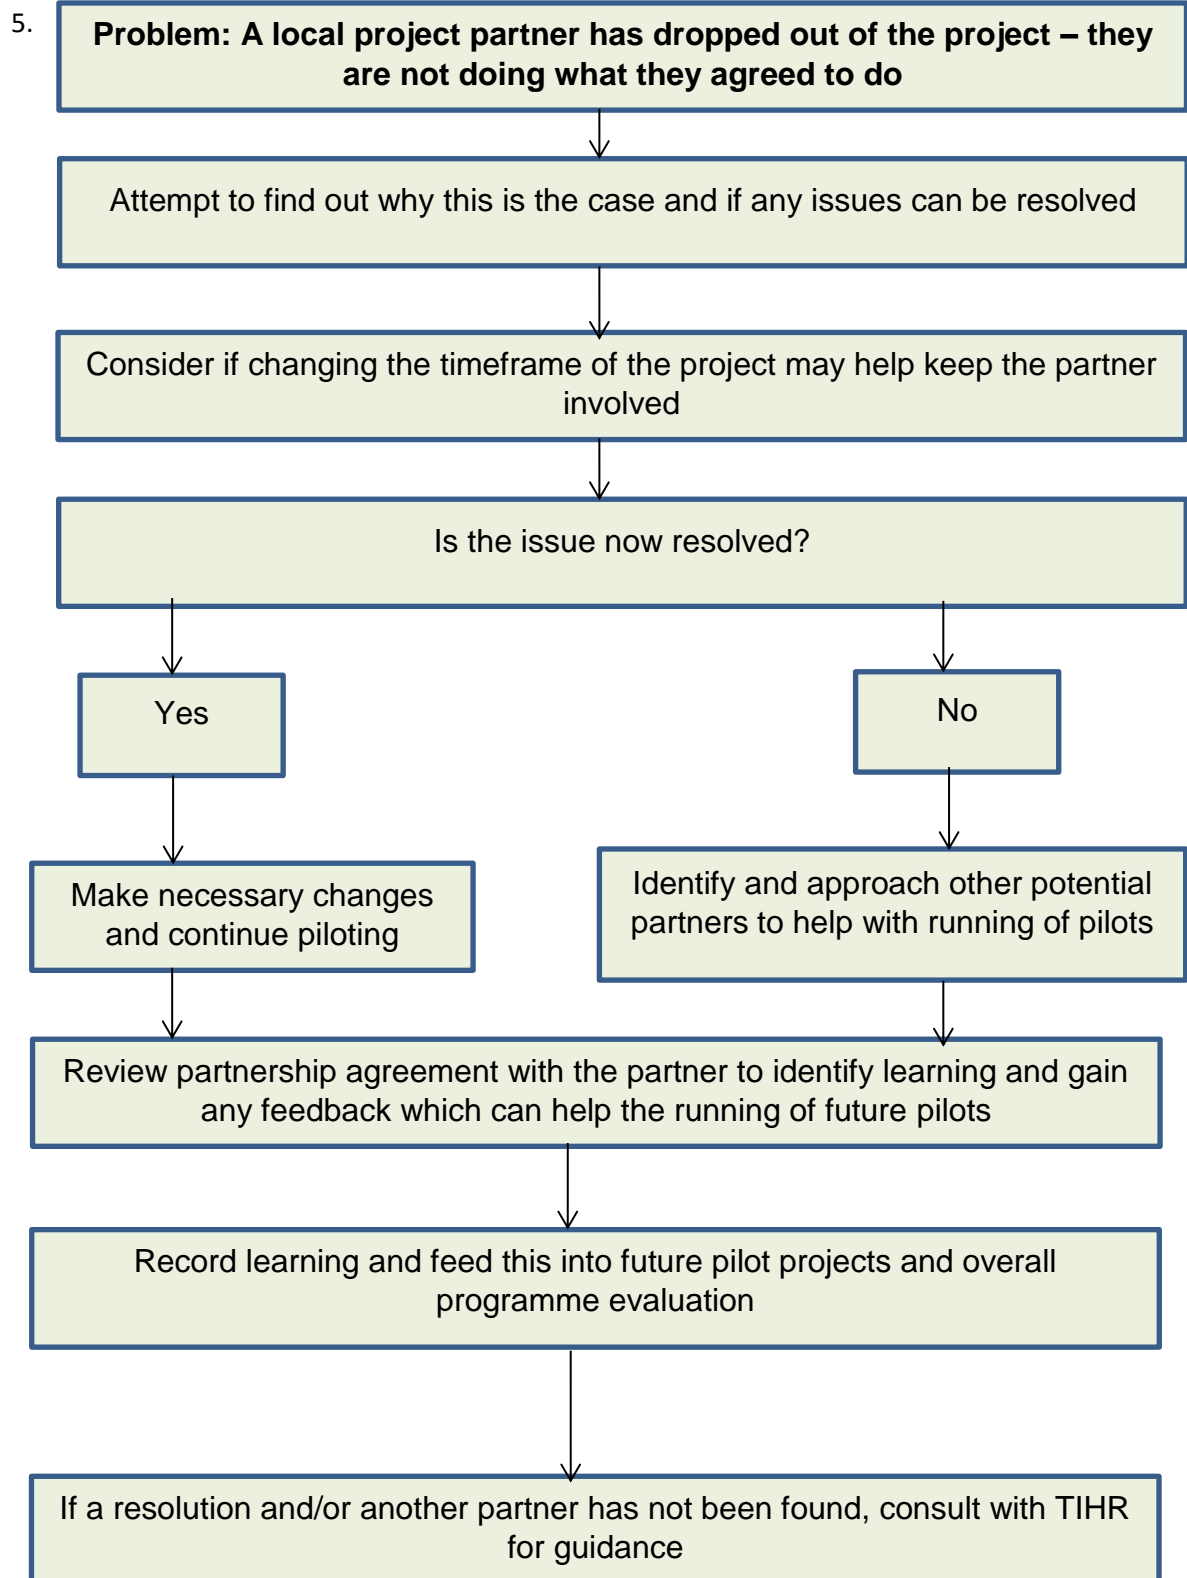 5.
Problem: A local project partner has dropped out of the project – they
are not doing what they agreed to do
Attempt to find out why this is the case and if any issues can be resolved
Consider if changing the timeframe of the project may help keep the partner
involved
Is the issue now resolved?
Yes
No
Make necessary changes
and continue piloting
Identify and approach other potential
partners to help with running of pilots
Review partnership agreement with the partner to identify learning and gain
any feedback which can help the running of future pilots
Record learning and feed this into future pilot projects and overall
programme evaluation
If a resolution and/or another partner has not been found, consult with TIHR
for guidance